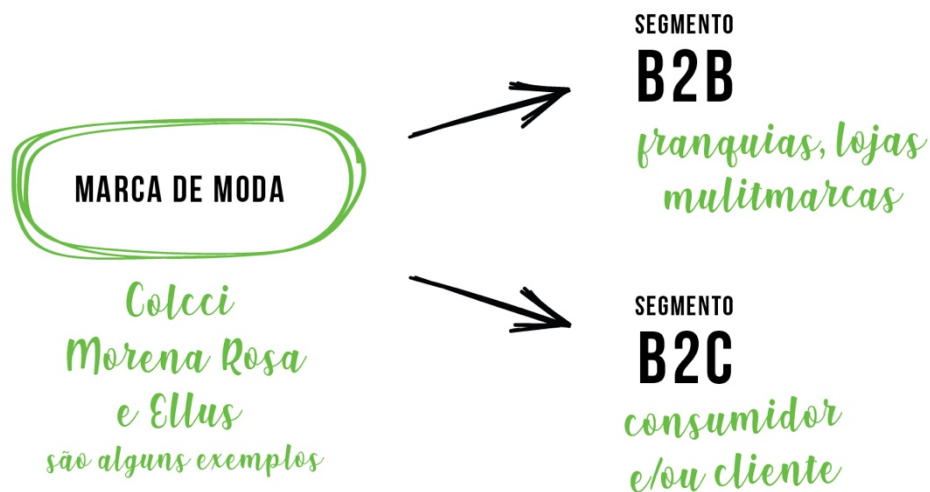 MARCA DE MODA
Colcci
Morena Rosa
e Ellus
são alguns exemplos
SEGMENTO
B2B
franquias, lojas
mulitmarcas
SEGMENTO
B2C
consumidor
e/ou cliente